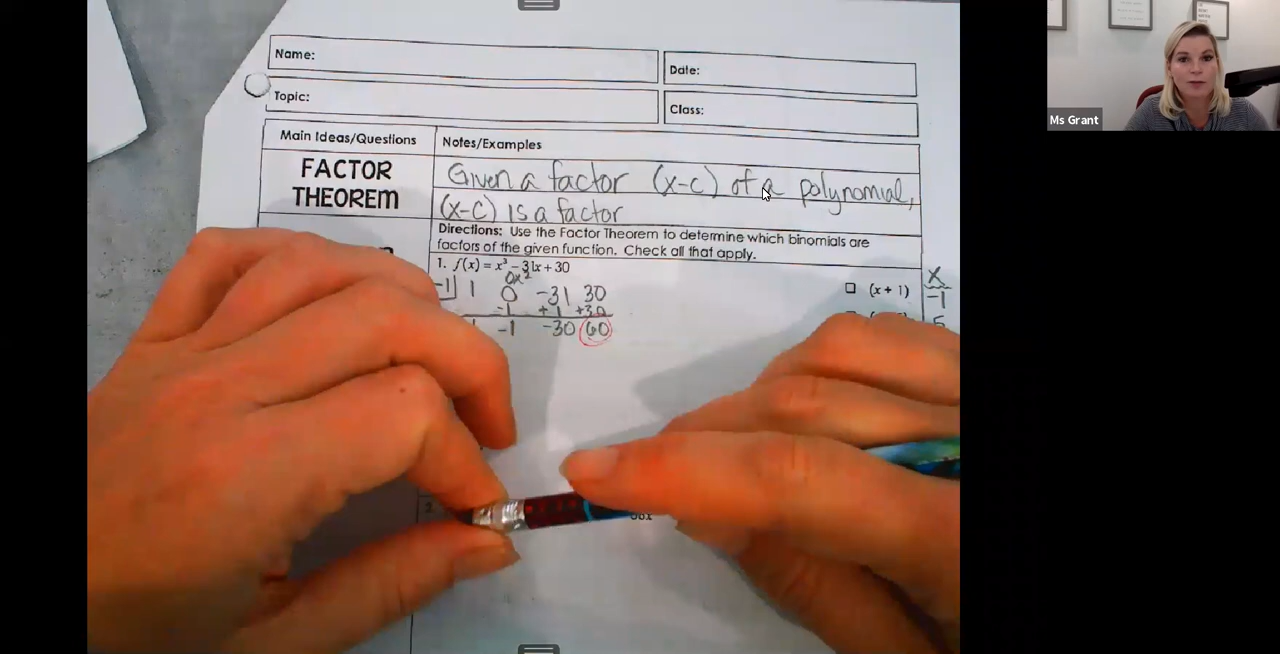 Name:
Date:
Topic:
Class:
Main Ideas/Questions
Notes/Examples
FACTOR
THEOREM
Given a factor (x-c) of a polynomial,
(x-c) is a factor
Directions: Use the Factor Theorem to determine which binomials are
factors of the given function. Check all that apply.
1. f(x) = x³ – 31x + 30
0x²
-1 1 0 -31 30
-1 +1 +30
-1 -30 60
(x + 1)
x
-1
5
Ms Grant